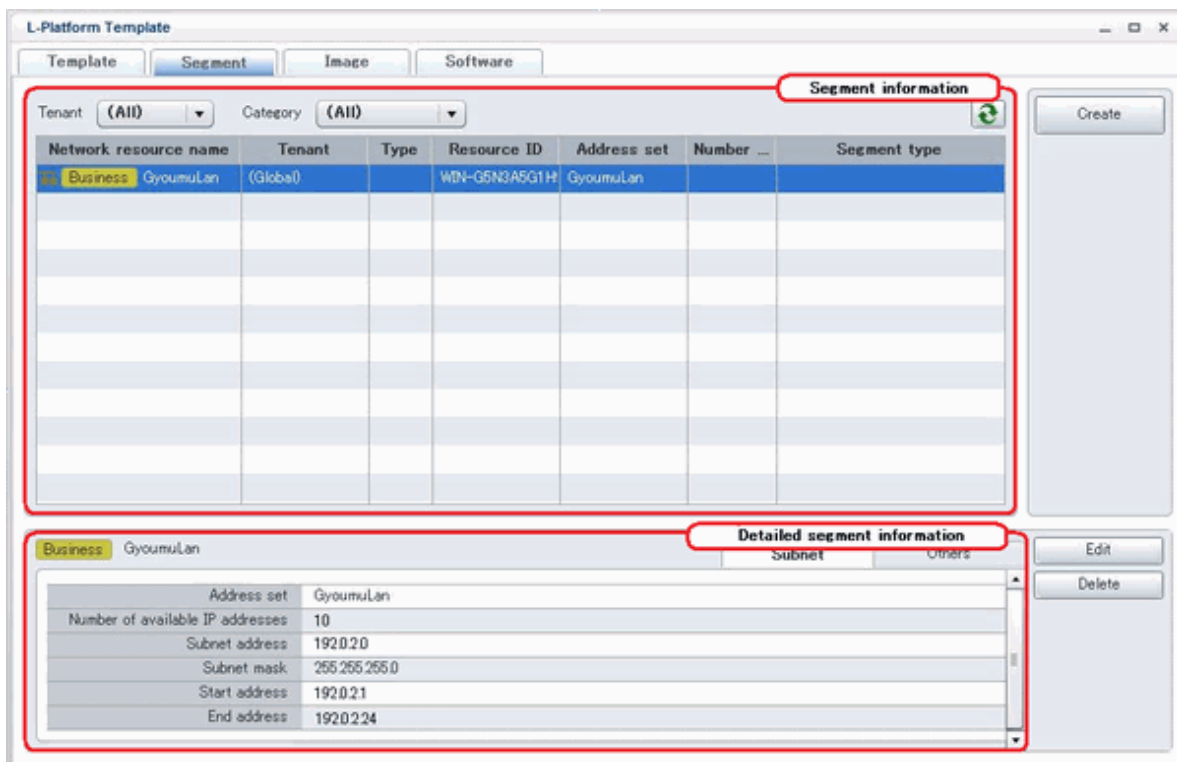 L-Platform Template
Template Segment Image Software
Segment information
Tenant (All) Category (All)
Create
Network resource name Tenant Type Resource ID Address set Number ... Segment type
Business GyoumuLan (Global) WIN-G5N3A5G1H GyoumuLan
Detailed segment information
Business GyoumuLan
Subnet Others
Edit
Delete
Address set GyoumuLan
Number of available IP addresses 10
Subnet address 192.0.2.0
Subnet mask 255.255.255.0
Start address 192.0.2.1
End address 192.0.2.24